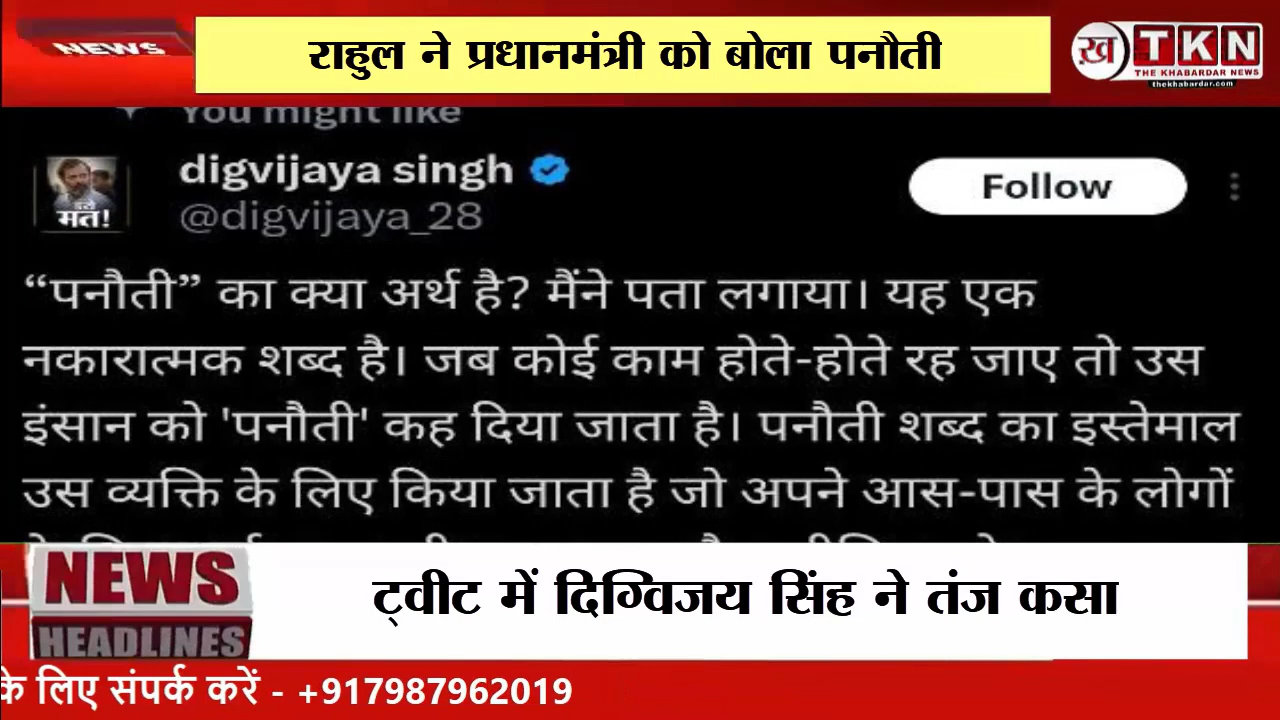 NEWS
राहुल ने प्रधानमंत्री को बोला पनौती
ख़ TKN
THE KHABARDAR NEWS
thekhabardar.com
You might like
digvijaya singh
@digvijaya_28
Follow
मत!
“पनौती” का क्या अर्थ है? मैंने पता लगाया। यह एक
नकारात्मक शब्द है। जब कोई काम होते-होते रह जाए तो उस
इंसान को 'पनौती' कह दिया जाता है। पनौती शब्द का इस्तेमाल
उस व्यक्ति के लिए किया जाता है जो अपने आस-पास के लोगों
NEWS
HEADLINES
ट्वीट में दिग्विजय सिंह ने तंज कसा
के लिए संपर्क करें - +917987962019